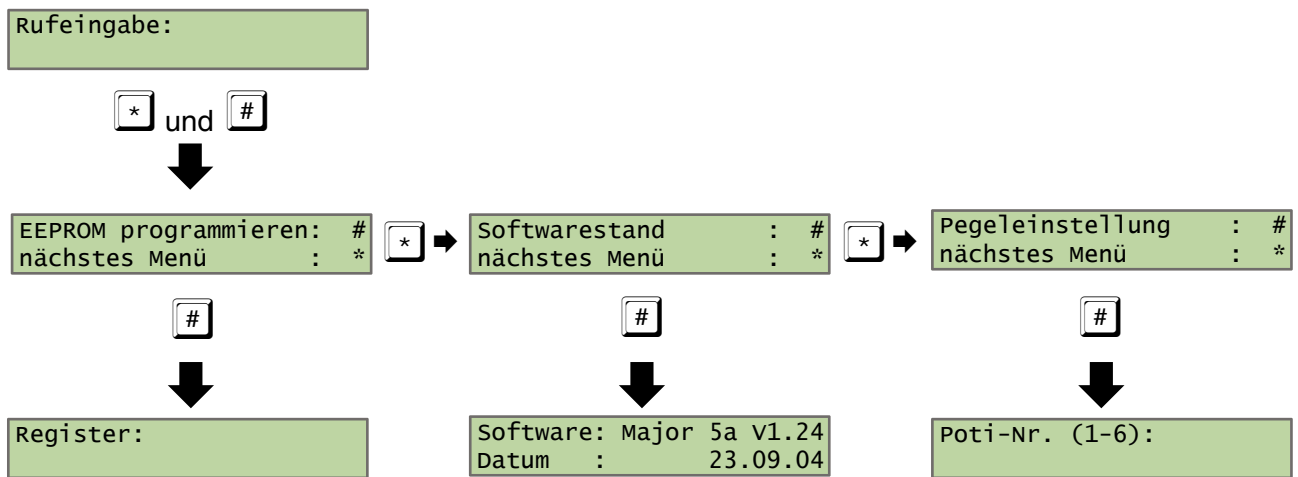 Rufeingabe:
* und #
EEPROM programmieren: #
nächstes Menü : *
*
Softwarestand : #
nächstes Menü : *
*
Pegeleinstellung : #
nächstes Menü : *
#
#
#
Register:
Software: Major 5a V1.24
Datum : 23.09.04
Poti-Nr. (1-6):